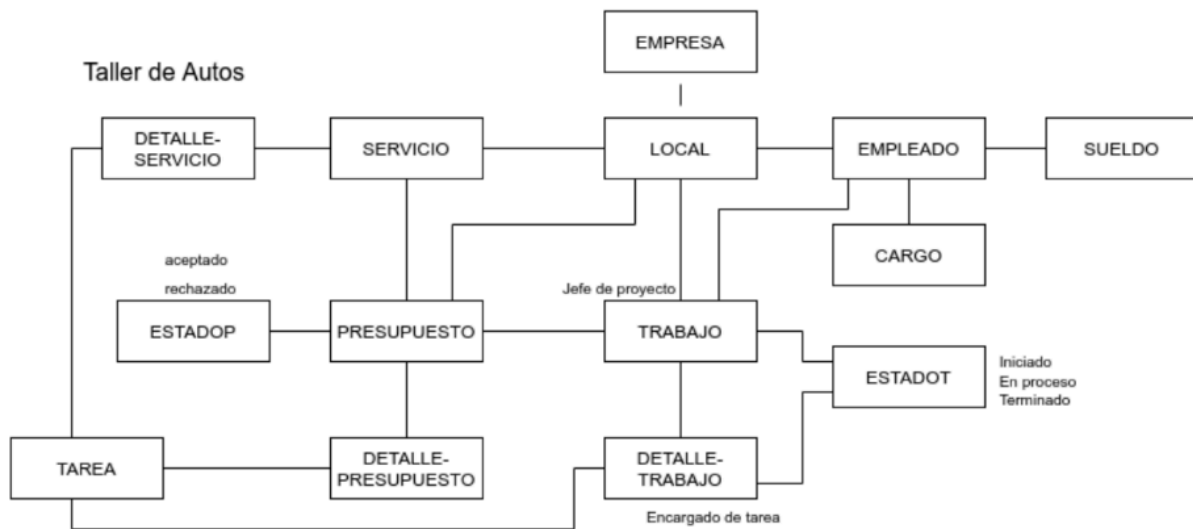 EMPRESA
Taller de Autos
DETALLE-
SERVICIO
SERVICIO
LOCAL
EMPLEADO
SUELDO
CARGO
aceptado
rechazado
Jefe de proyecto
ESTADOP
PRESUPUESTO
TRABAJO
ESTADOT
Iniciado
En proceso
Terminado
TAREA
DETALLE-
PRESUPUESTO
DETALLE-
TRABAJO
Encargado de tarea